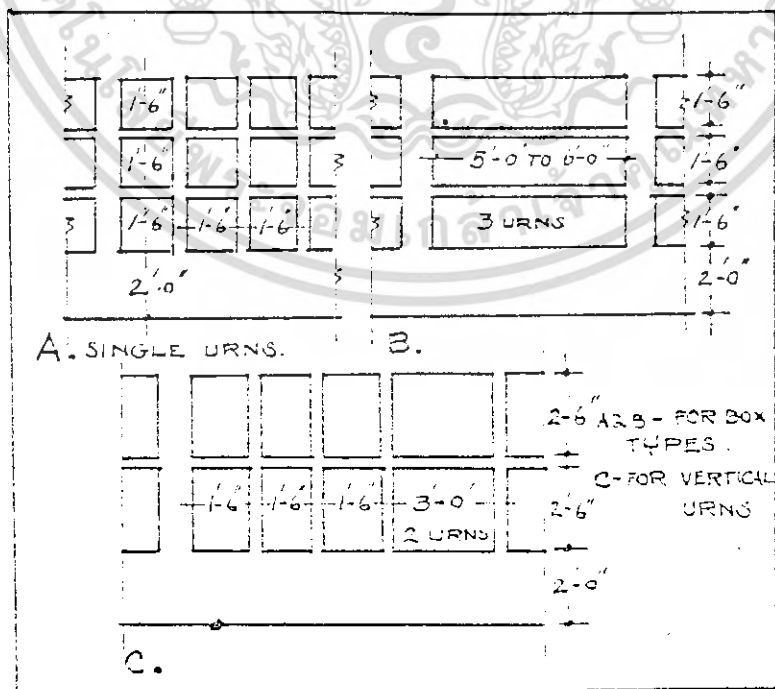 1'-6" 1'-6"
1'-6" 5'-0" TO 6'-0" 1'-6"
1'-6" 1'-6" 1'-6" 3 URNS 1'-6"
2'-0" 2'-0"
A. SINGLE URNS. B.
2'-6" A&B - FOR BOX
TYPES.
C-FOR VERTICAL
URNS
1'-6" 1'-6" 1'-6" 3'-0" 2'-6"
2 URNS
2'-0"
C.